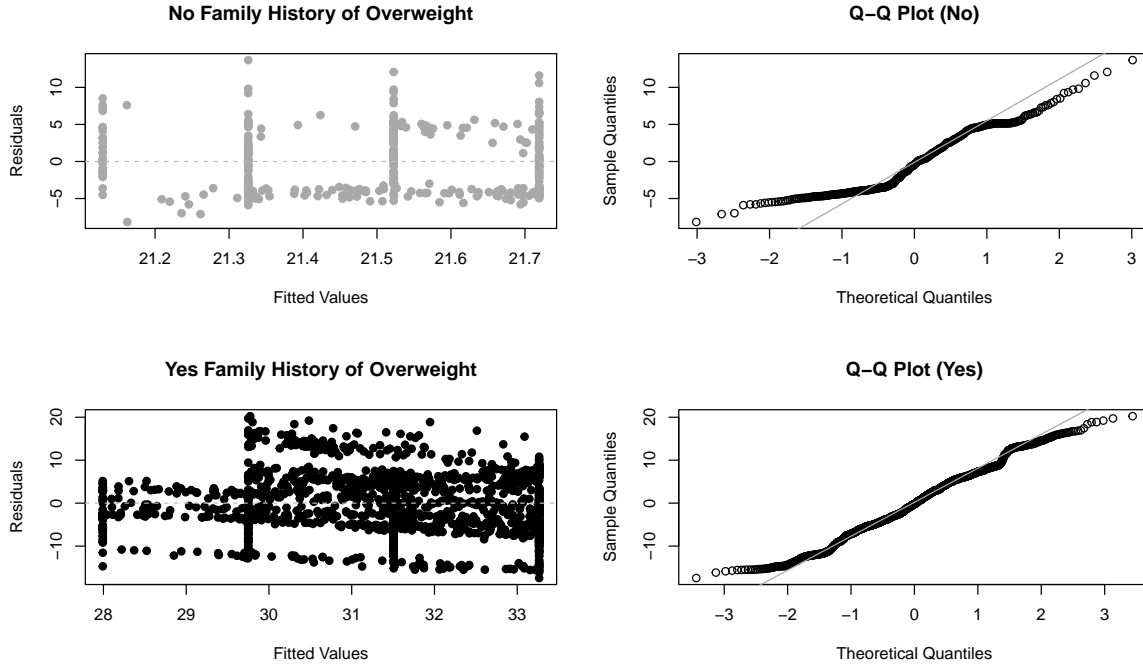 No Family History of Overweight
Residuals
10
5
0
−5
21.2 21.3 21.4 21.5 21.6 21.7
Fitted Values
Q−Q Plot (No)
Sample Quantiles
10
5
0
−5
−3 −2 −1 0 1 2 3
Theoretical Quantiles
Yes Family History of Overweight
Residuals
20
10
0
−10
28 29 30 31 32 33
Fitted Values
Q−Q Plot (Yes)
Sample Quantiles
20
10
0
−10
−3 −2 −1 0 1 2 3
Theoretical Quantiles